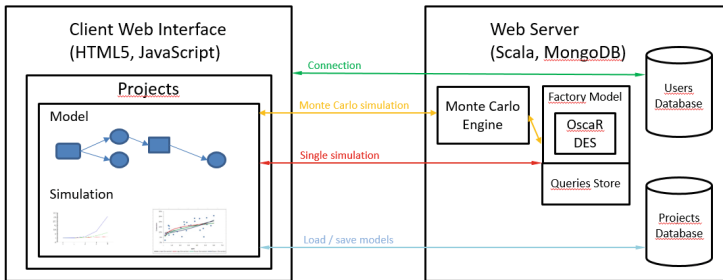 Client Web Interface
(HTML5, JavaScript)
Projects
Model
Simulation
Connection
Monte Carlo simulation
Single simulation
Load / save models
Web Server
(Scala, MongoDB)
Monte Carlo
Engine
Factory Model
OscaR
DES
Queries Store
Users
Database
Projects
Database